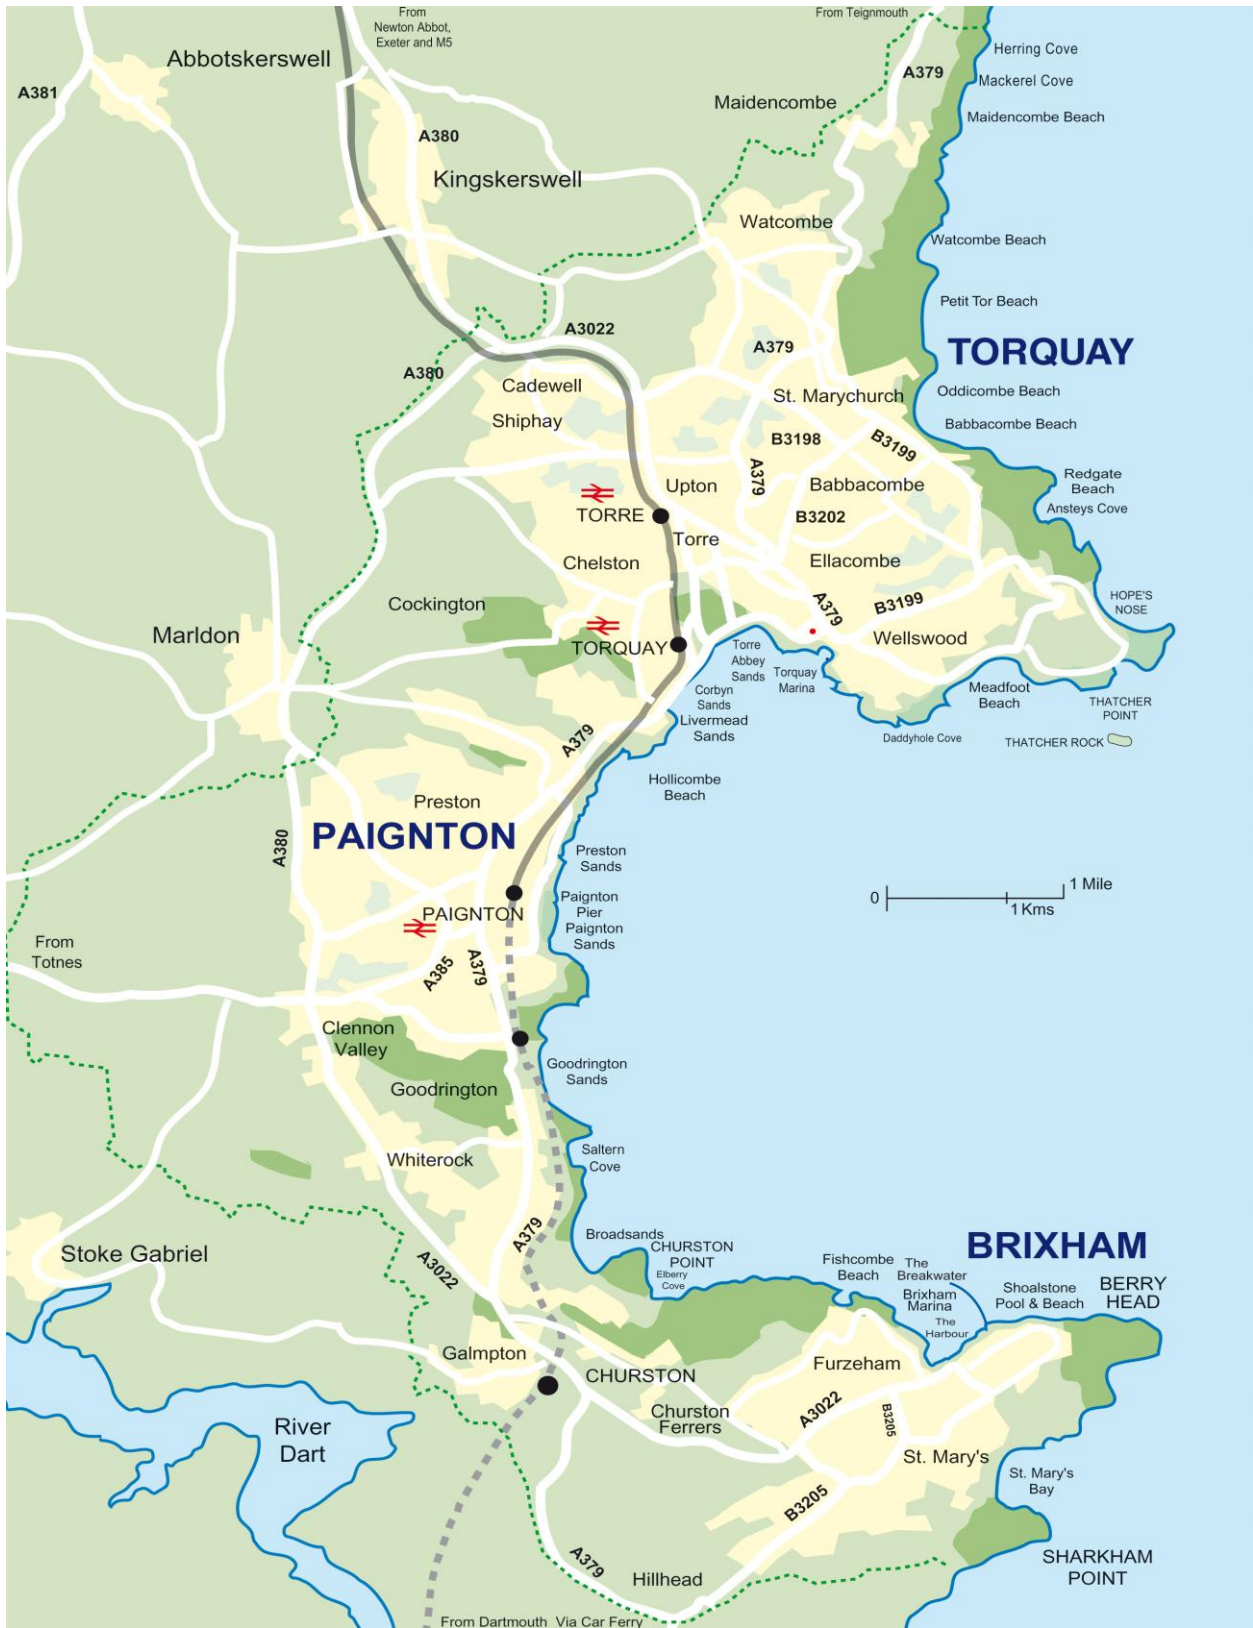 From
Newton Abbot,
Exeter and M5
From Teignmouth
Herring Cove
Abbotskerswell
A379
Mackerel Cove
A381
Maidencombe
Maidencombe Beach
A380
Kingskerswell
Watcombe
Watcombe Beach
Petit Tor Beach
A3022
A379
TORQUAY
A380
Cadewell
St. Marychurch
Oddicombe Beach
Shiphay
Babbacombe Beach
B3198
B3199
A379
Upton
Babbacombe
Redgate
Beach
Ansteys Cove
TORRE
B3202
Torre
Chelston
Ellacombe
Cockington
A379
B3199
HOPE'S
NOSE
Marldon
TORQUAY
Wellswood
Torre
Abbey
Sands
Torquay
Marina
Corbyn
Sands
Livermead
Sands
Meadfoot
Beach
THATCHER
POINT
A379
Daddyhole Cove
THATCHER ROCK
Hollicombe
Beach
Preston
PAIGNTON
A380
Preston
Sands
0
1 Mile
1 Kms
Paignton
Pier
Paignton
Sands
PAIGNTON
From
Totnes
A385
A379
Clennon
Valley
Goodrington
Sands
Goodrington
Saltern
Cove
Whiterock
A379
Broadsands
CHURSTON
POINT
Elberry
Cove
BRIXHAM
Stoke Gabriel
A3022
Fishcombe
Beach
The
Breakwater
Brixham
Marina
The
Harbour
Shoalstone
Pool & Beach
BERRY
HEAD
Galmpton
Furzeham
CHURSTON
A3022
B3205
Churston
Ferrers
River
Dart
St. Mary's
St. Mary's
Bay
B3205
A379
Hillhead
SHARKHAM
POINT
From Dartmouth Via Car Ferry